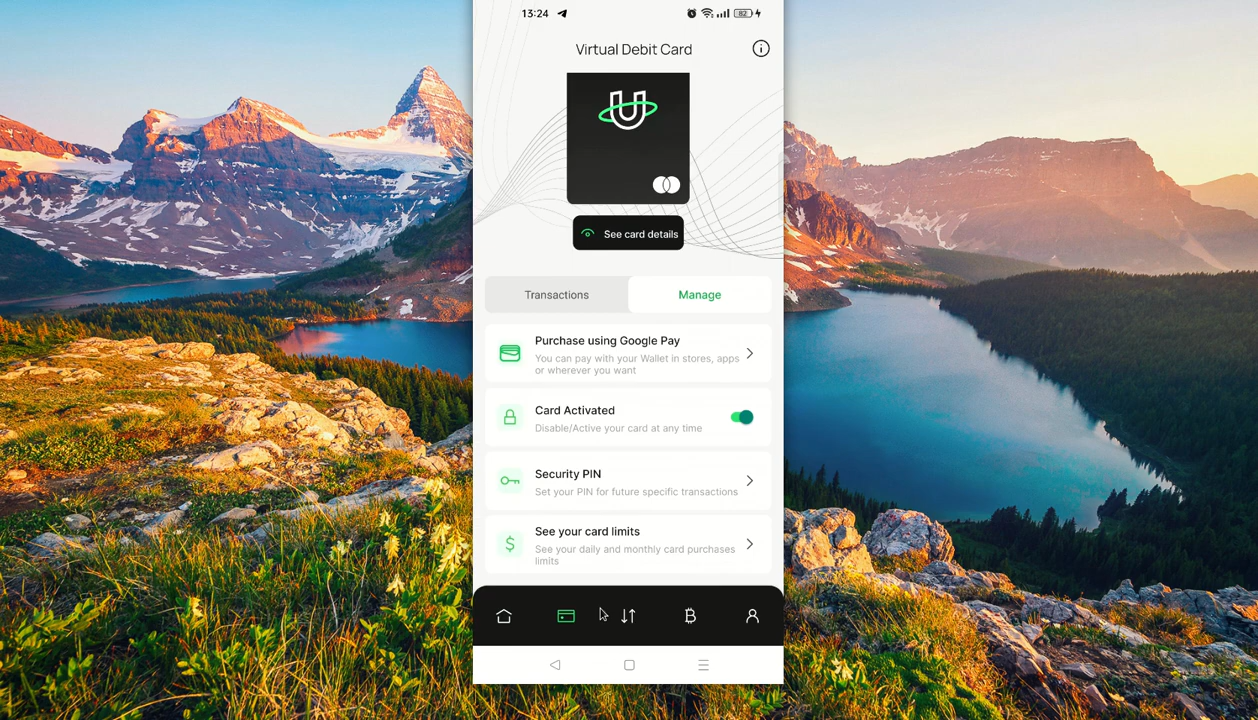 13:24
82
Virtual Debit Card
See card details
Transactions
Manage
Purchase using Google Pay
You can pay with your Wallet in stores, apps
or wherever you want
Card Activated
Disable/Active your card at any time
Security PIN
Set your PIN for future specific transactions
See your card limits
See your daily and monthly card purchases
limits